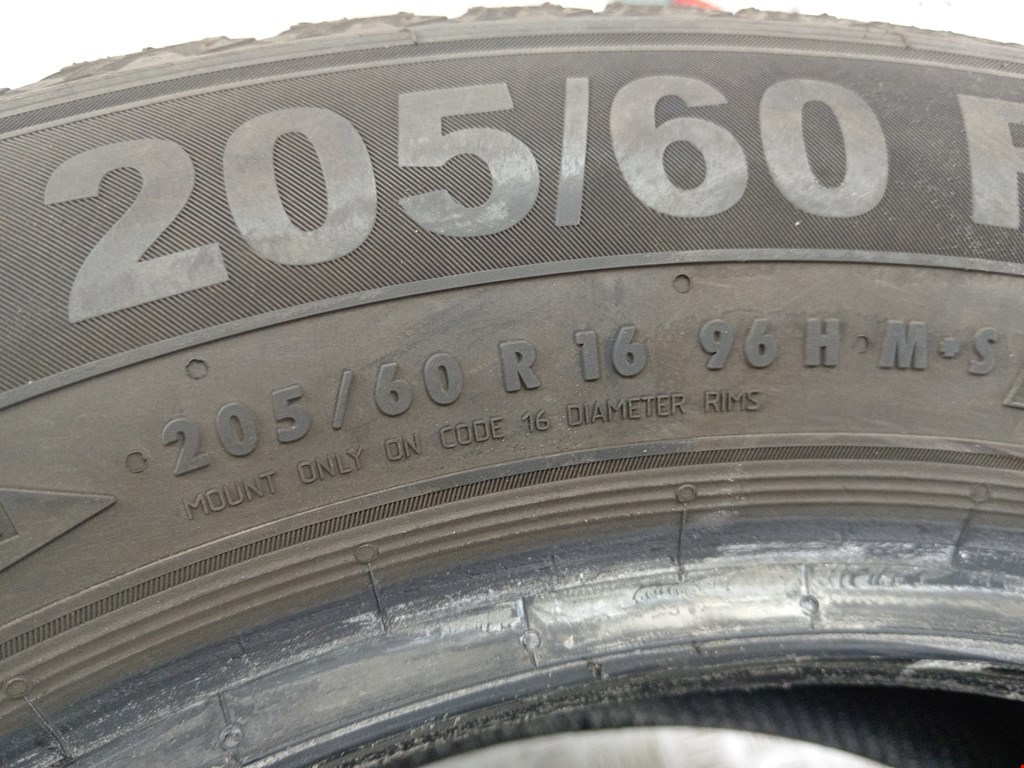 205/60 R
205/60 R 16 96 H·M+S
MOUNT ONLY ON CODE 16 DIAMETER RIMS